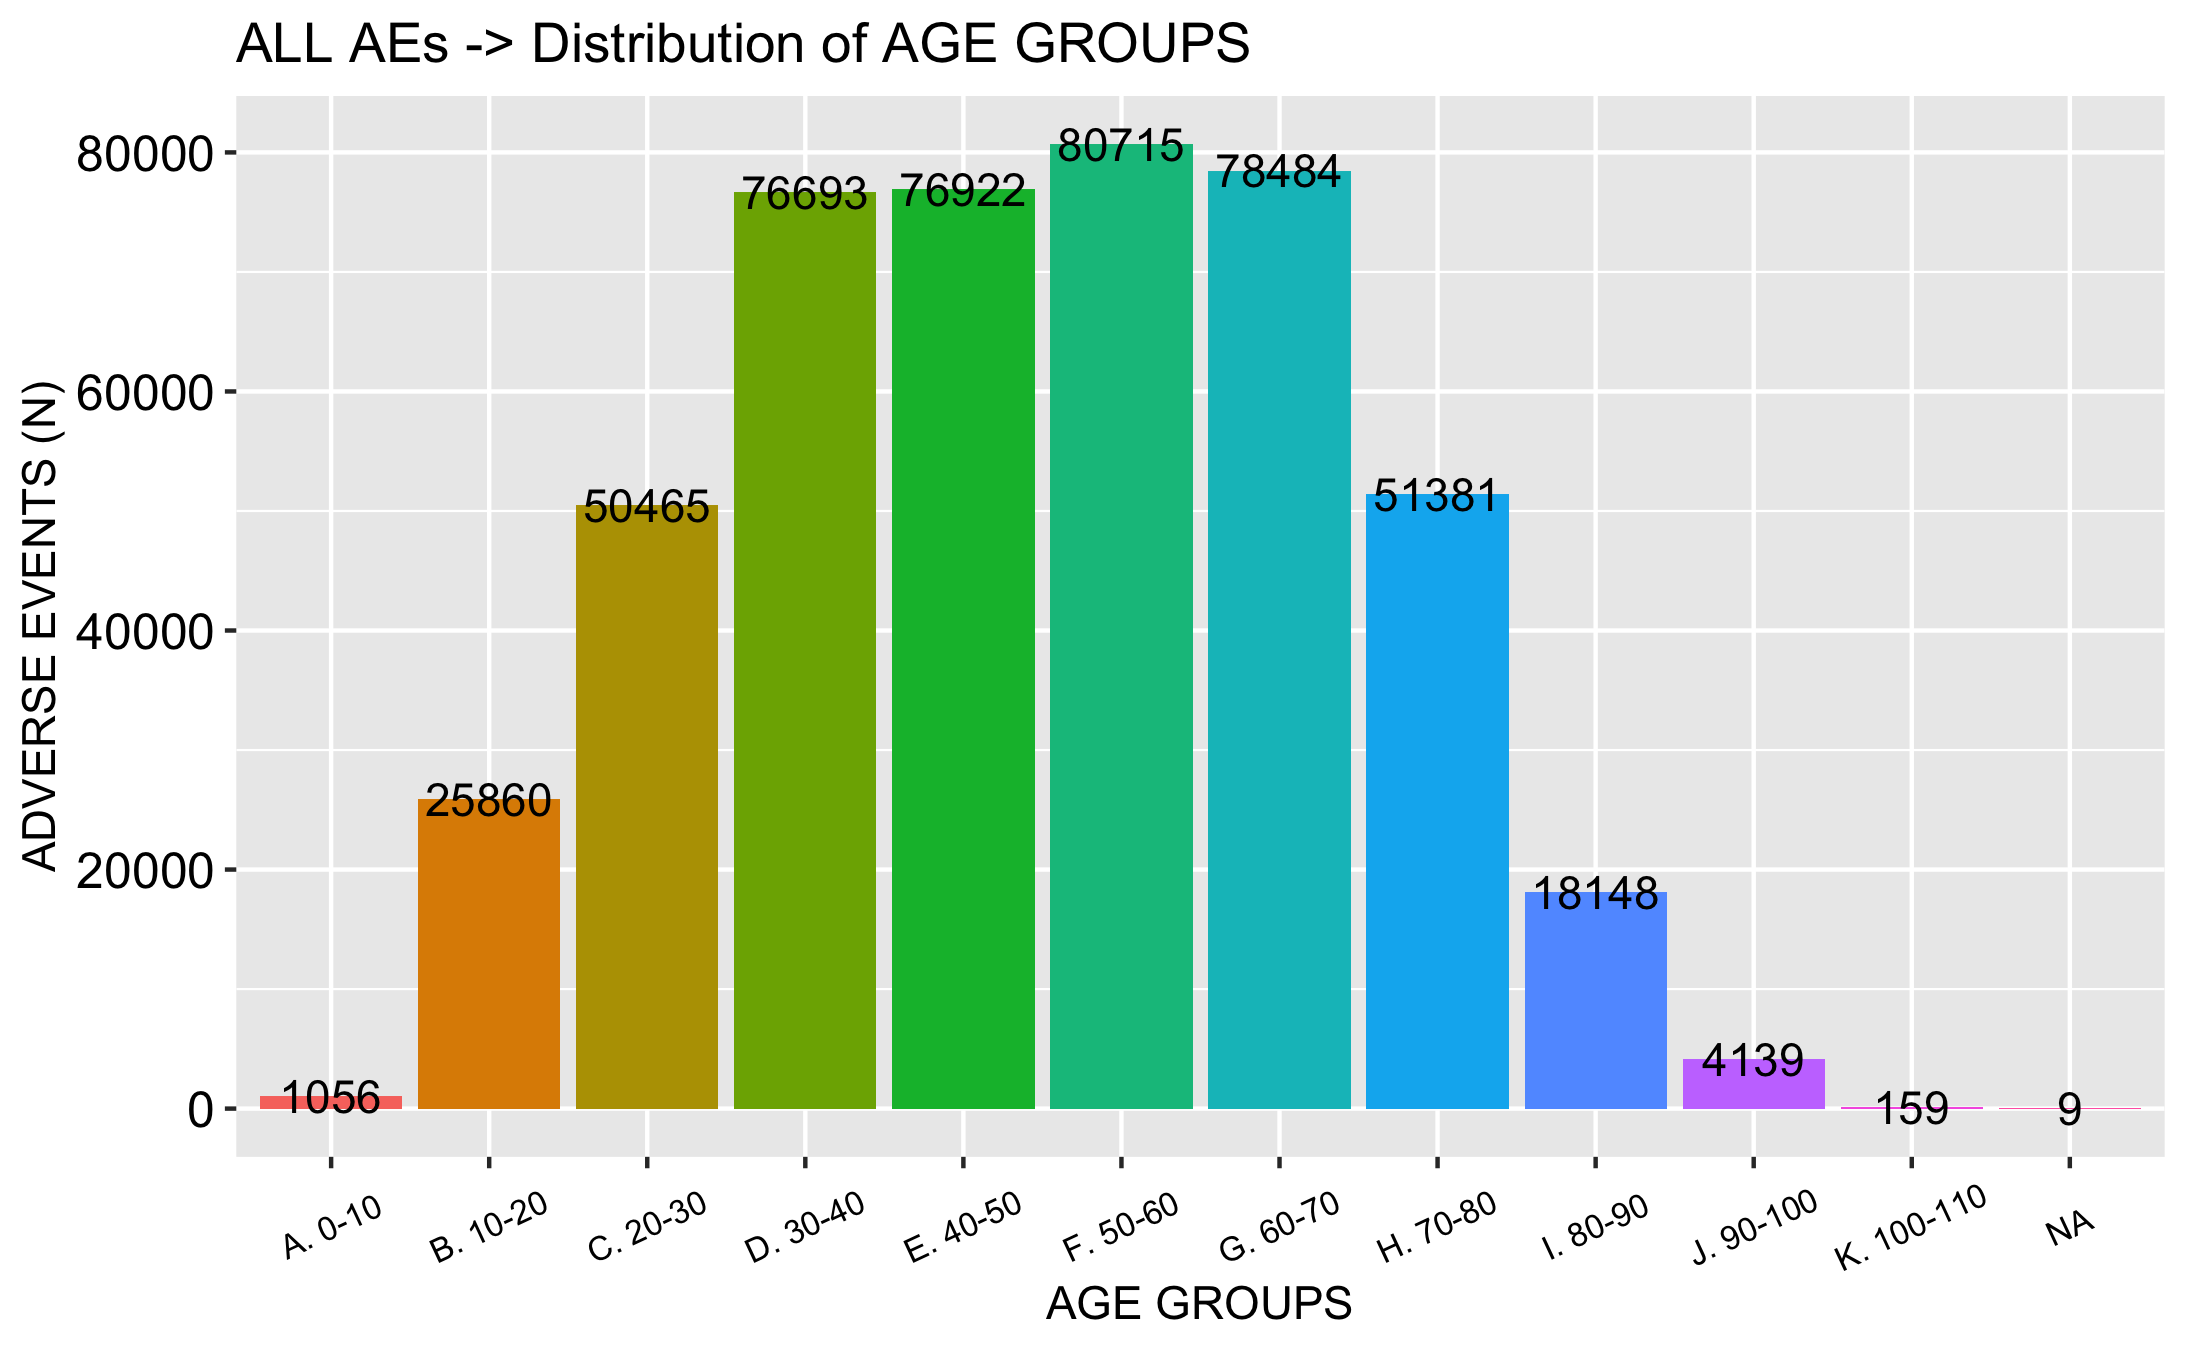 ALL AEs -> Distribution of AGE GROUPS
ADVERSE EVENTS (N)
80000
60000
40000
20000
0
1056
25860
50465
76693
76922
80715
78484
51381
18148
4139
159
9
A. 0-10
B. 10-20
C. 20-30
D. 30-40
E. 40-50
F. 50-60
G. 60-70
H. 70-80
I. 80-90
J. 90-100
K. 100-110
NA
AGE GROUPS